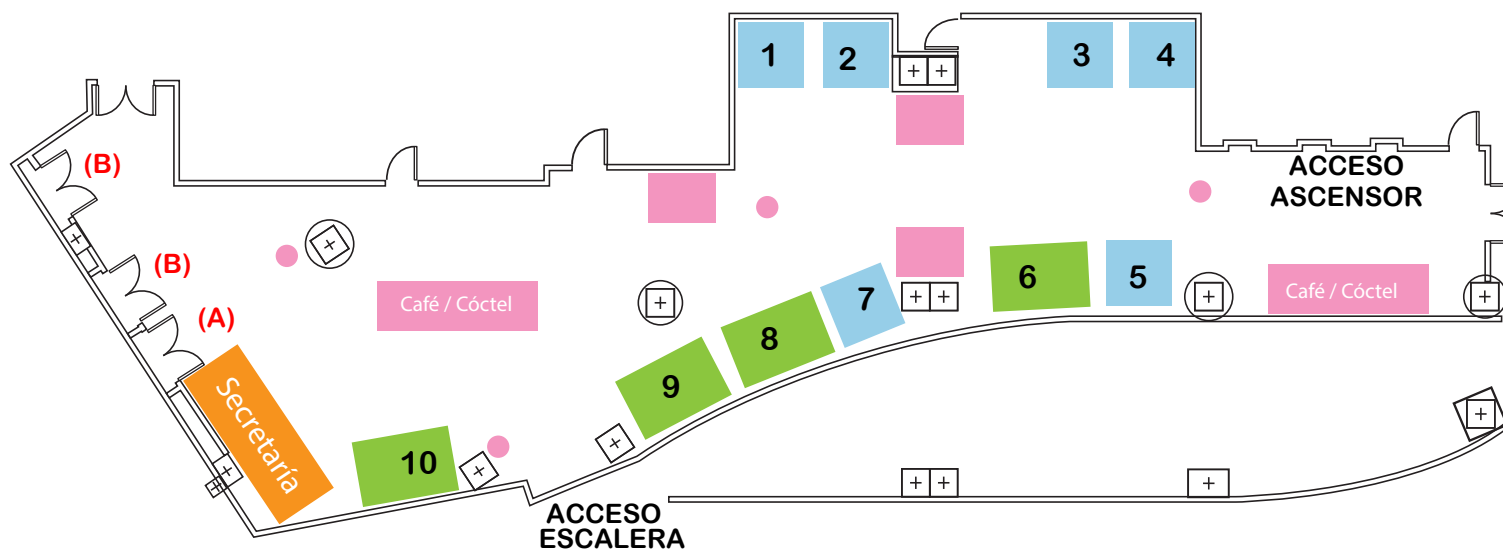 1
2
3
4
(B)
ACCESO
ASCENSOR
(B)
6
5
Café / Cóctel
Café / Cóctel
7
(A)
8
9
Secretaría
10
ACCESO
ESCALERA